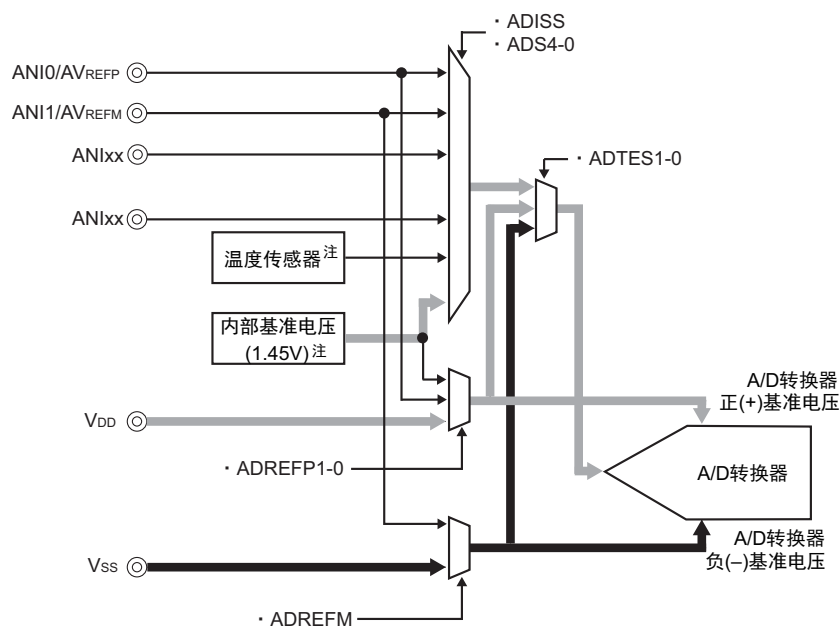 · ADISS
· ADS4-0
ANI0/AVREFP
ANI1/AVREFM
ANIxx
· ADTES1-0
ANIxx
温度传感器注
内部基准电压
(1.45V)注
A/D转换器
正(+)基准电压
VDD
· ADREFP1-0
A/D转换器
A/D转换器
负(–)基准电压
VSS
· ADREFM